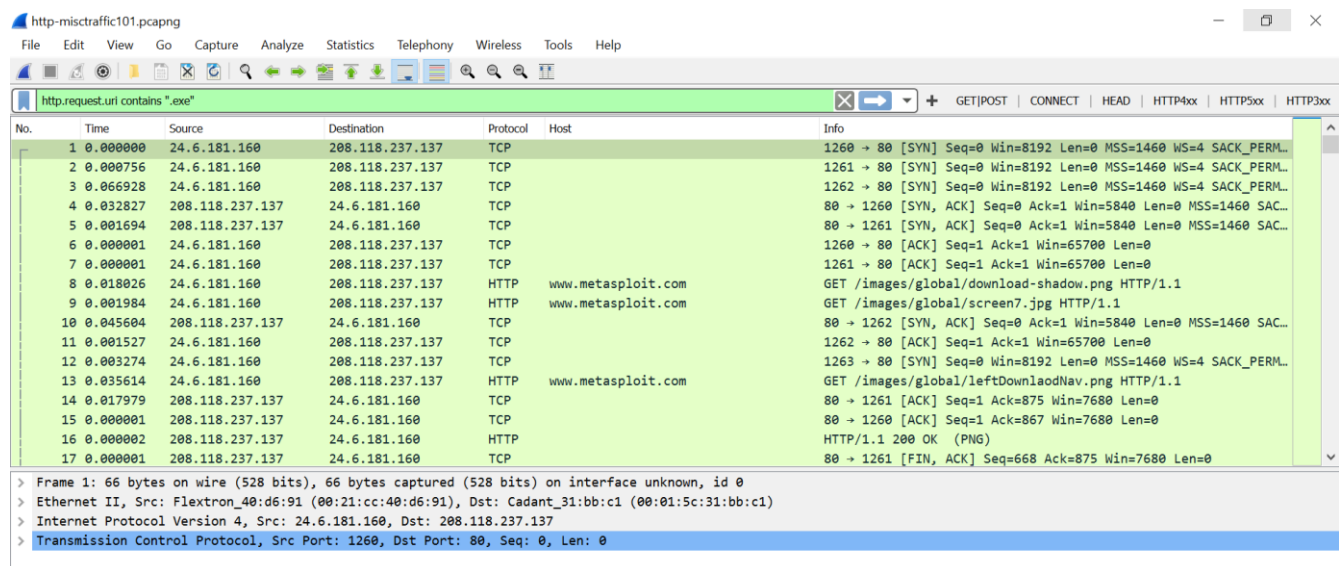 http-misctraffic101.pcapng
File Edit View Go Capture Analyze Statistics Telephony Wireless Tools Help
http.request.uri contains ".exe"
+ GET|POST | CONNECT | HEAD | HTTP4xx | HTTP5xx | HTTP3xx
No. Time Source Destination Protocol Host Info
1 0.000000 24.6.181.160 208.118.237.137 TCP 1260 → 80 [SYN] Seq=0 Win=8192 Len=0 MSS=1460 WS=4 SACK_PERM…
2 0.000756 24.6.181.160 208.118.237.137 TCP 1261 → 80 [SYN] Seq=0 Win=8192 Len=0 MSS=1460 WS=4 SACK_PERM…
3 0.066928 24.6.181.160 208.118.237.137 TCP 1262 → 80 [SYN] Seq=0 Win=8192 Len=0 MSS=1460 WS=4 SACK_PERM…
4 0.032827 208.118.237.137 24.6.181.160 TCP 80 → 1260 [SYN, ACK] Seq=0 Ack=1 Win=5840 Len=0 MSS=1460 SAC…
5 0.001694 208.118.237.137 24.6.181.160 TCP 80 → 1261 [SYN, ACK] Seq=0 Ack=1 Win=5840 Len=0 MSS=1460 SAC…
6 0.000001 24.6.181.160 208.118.237.137 TCP 1260 → 80 [ACK] Seq=1 Ack=1 Win=65700 Len=0
7 0.000001 24.6.181.160 208.118.237.137 TCP 1261 → 80 [ACK] Seq=1 Ack=1 Win=65700 Len=0
8 0.018026 24.6.181.160 208.118.237.137 HTTP www.metasploit.com GET /images/global/download-shadow.png HTTP/1.1
9 0.001984 24.6.181.160 208.118.237.137 HTTP www.metasploit.com GET /images/global/screen7.jpg HTTP/1.1
10 0.045604 208.118.237.137 24.6.181.160 TCP 80 → 1262 [SYN, ACK] Seq=0 Ack=1 Win=5840 Len=0 MSS=1460 SAC…
11 0.001527 24.6.181.160 208.118.237.137 TCP 1262 → 80 [ACK] Seq=1 Ack=1 Win=65700 Len=0
12 0.003274 24.6.181.160 208.118.237.137 TCP 1263 → 80 [SYN] Seq=0 Win=8192 Len=0 MSS=1460 WS=4 SACK_PERM…
13 0.035614 24.6.181.160 208.118.237.137 HTTP www.metasploit.com GET /images/global/leftDownlaodNav.png HTTP/1.1
14 0.017979 208.118.237.137 24.6.181.160 TCP 80 → 1261 [ACK] Seq=1 Ack=875 Win=7680 Len=0
15 0.000001 208.118.237.137 24.6.181.160 TCP 80 → 1260 [ACK] Seq=1 Ack=867 Win=7680 Len=0
16 0.000002 208.118.237.137 24.6.181.160 HTTP HTTP/1.1 200 OK (PNG)
17 0.000001 208.118.237.137 24.6.181.160 TCP 80 → 1261 [FIN, ACK] Seq=668 Ack=875 Win=7680 Len=0
> Frame 1: 66 bytes on wire (528 bits), 66 bytes captured (528 bits) on interface unknown, id 0
> Ethernet II, Src: Flextron_40:d6:91 (00:21:cc:40:d6:91), Dst: Cadant_31:bb:c1 (00:01:5c:31:bb:c1)
> Internet Protocol Version 4, Src: 24.6.181.160, Dst: 208.118.237.137
> Transmission Control Protocol, Src Port: 1260, Dst Port: 80, Seq: 0, Len: 0